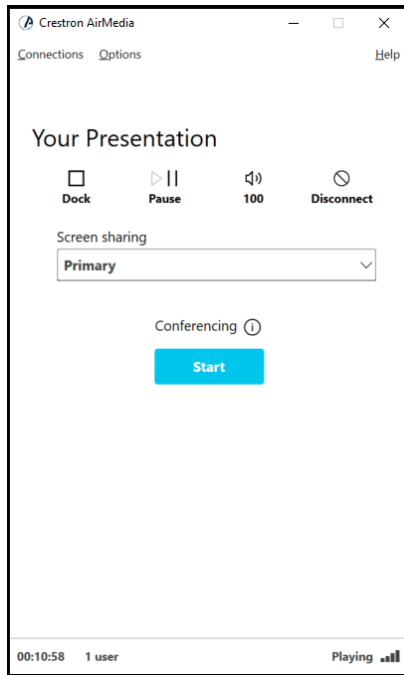 Crestron AirMedia
Connections Options Help
Your Presentation
Dock Pause 100 Disconnect
Screen sharing
Primary
Conferencing
Start
00:10:58 1 user Playing